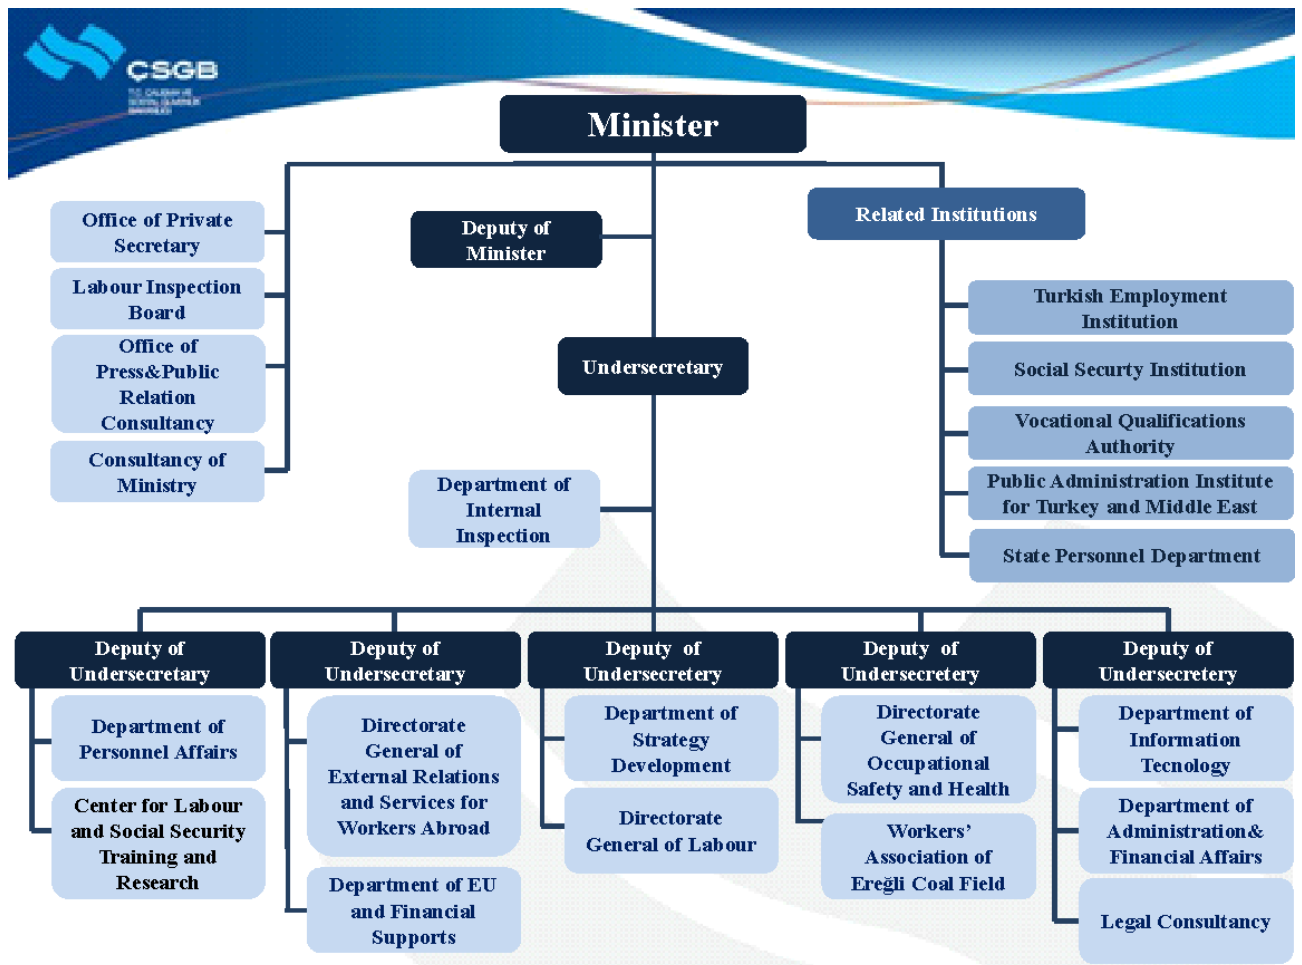 ÇSGB
T.C. ÇALIŞMA VE
SOSYAL GÜVENLİK
BAKANLIĞI
Minister
Office of Private
Secretary
Labour Inspection
Board
Office of
Press&Public
Relation
Consultancy
Consultancy of
Ministry
Deputy of
Minister
Undersecretary
Department of
Internal
Inspection
Related Institutions
Turkish Employment
Institution
Social Securty Institution
Vocational Qualifications
Authority
Public Administration Institute
for Turkey and Middle East
State Personnel Department
Deputy of
Undersecretary
Department of
Personnel Affairs
Center for Labour
and Social Security
Training and
Research
Deputy of
Undersecretary
Directorate
General of
External Relations
and Services for
Workers Abroad
Department of EU
and Financial
Supports
Deputy of
Undersecretery
Department of
Strategy
Development
Directorate
General of Labour
Deputy of
Undersecretery
Directorate
General of
Occupational
Safety and Health
Workers’
Association of
Ereğli Coal Field
Deputy of
Undersecretery
Department of
Information
Tecnology
Department of
Administration&
Financial Affairs
Legal Consultancy